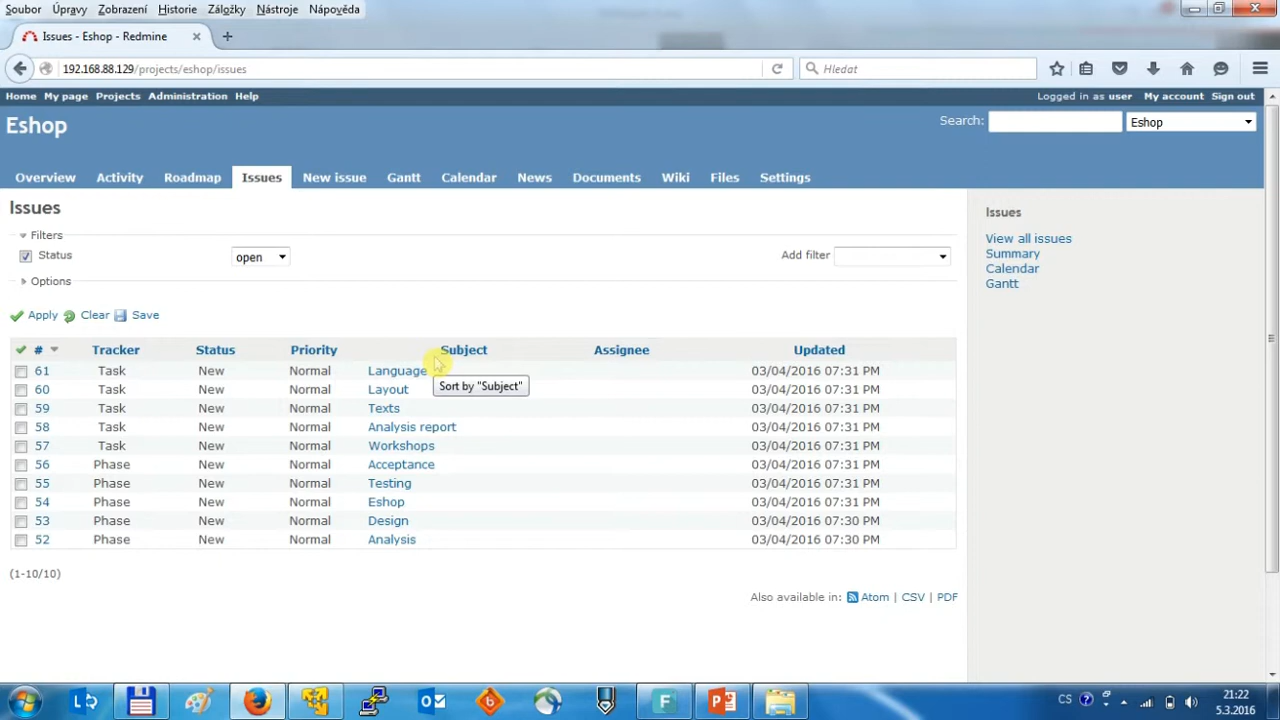 Soubor Úpravy Zobrazení Historie Záložky Nástroje Nápověda
Issues - Eshop - Redmine
192.168.88.129/projects/eshop/issues
Hledat
Home My page Projects Administration Help
Logged in as user My account Sign out
Eshop
Search: Eshop
Overview Activity Roadmap Issues New issue Gantt Calendar News Documents Wiki Files Settings
Issues
Filters
Status open Add filter
Options
Apply Clear Save
# Tracker Status Priority Subject Assignee Updated
61 Task New Normal Language 03/04/2016 07:31 PM
Sort by "Subject"
60 Task New Normal Layout 03/04/2016 07:31 PM
59 Task New Normal Texts 03/04/2016 07:31 PM
58 Task New Normal Analysis report 03/04/2016 07:31 PM
57 Task New Normal Workshops 03/04/2016 07:31 PM
56 Phase New Normal Acceptance 03/04/2016 07:31 PM
55 Phase New Normal Testing 03/04/2016 07:31 PM
54 Phase New Normal Eshop 03/04/2016 07:31 PM
53 Phase New Normal Design 03/04/2016 07:30 PM
52 Phase New Normal Analysis 03/04/2016 07:30 PM
(1-10/10)
Also available in: Atom | CSV | PDF
Issues
View all issues
Summary
Calendar
Gantt
CS
21:22
5.3.2016